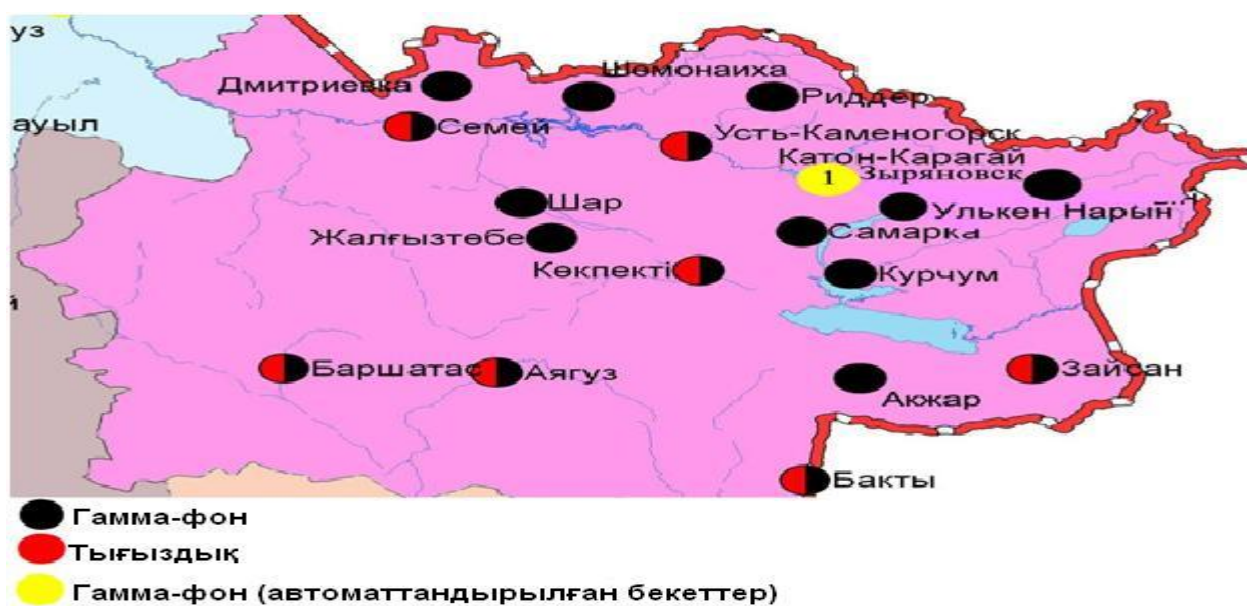 уз
Шемонаиха
Дмитриевка
Риддер
ауыл
Семей
Усть-Каменогорск
Катон-Карагай
1
Зыряновск
Шар
Улькен Нарын
Жалғызтөбе
Самарка
Көкпекті
Курчум
й
Баршатас
Аягуз
Зайсан
Акжар
Бакты
Гамма-фон
Тығыздық
Гамма-фон (автоматтандырылған бекеттер)